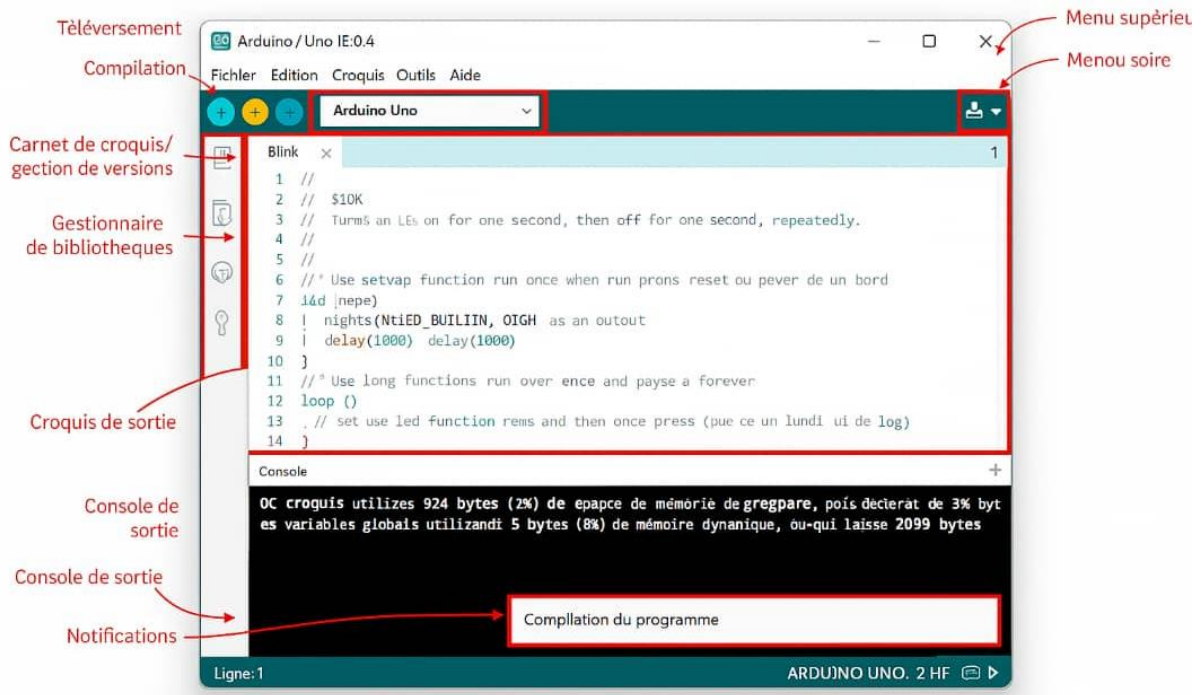 Tèléversement
Menu supèrieu
Arduino / Uno IE:0.4
Compilation
Menou soire
Fichler Edition Croquis Outils Aide
Arduino Uno
Carnet de croquis/
gection de versions
Blink
1
1 //
2 // $10K
3 // Turm$ an LEs on for one second, then off for one second, repeatedly.
4 //
5 //
6 //* Use setvap function run once when run prons reset ou pever de un bord
7 nepe)
8 | nights(NtiED_BUILIIN, OIGH as an outout
9 | delay(1000) delay(1000)
10 }
11 //* Use long functions run over ence and payse a forever
12 loop ()
13 . // set use led function rems and then once press (pue ce un lundi ui de log)
14 }
Gestionnaire
de bibliotheques
Croquis de sortie
Console
OC croquis utilizes 924 bytes (2%) de epapce de mémòriè de gregpare, poís dècieràt de 3% byt
es variables glohais utilizandi 5 bytes (8%) de mémoire dynanique, òu-qui laisse 2099 bytes
Console de
sortie
Console de sortie
Notifications
Compllation du programme
Ligne:1
ARDUJNO UNO. 2 HF